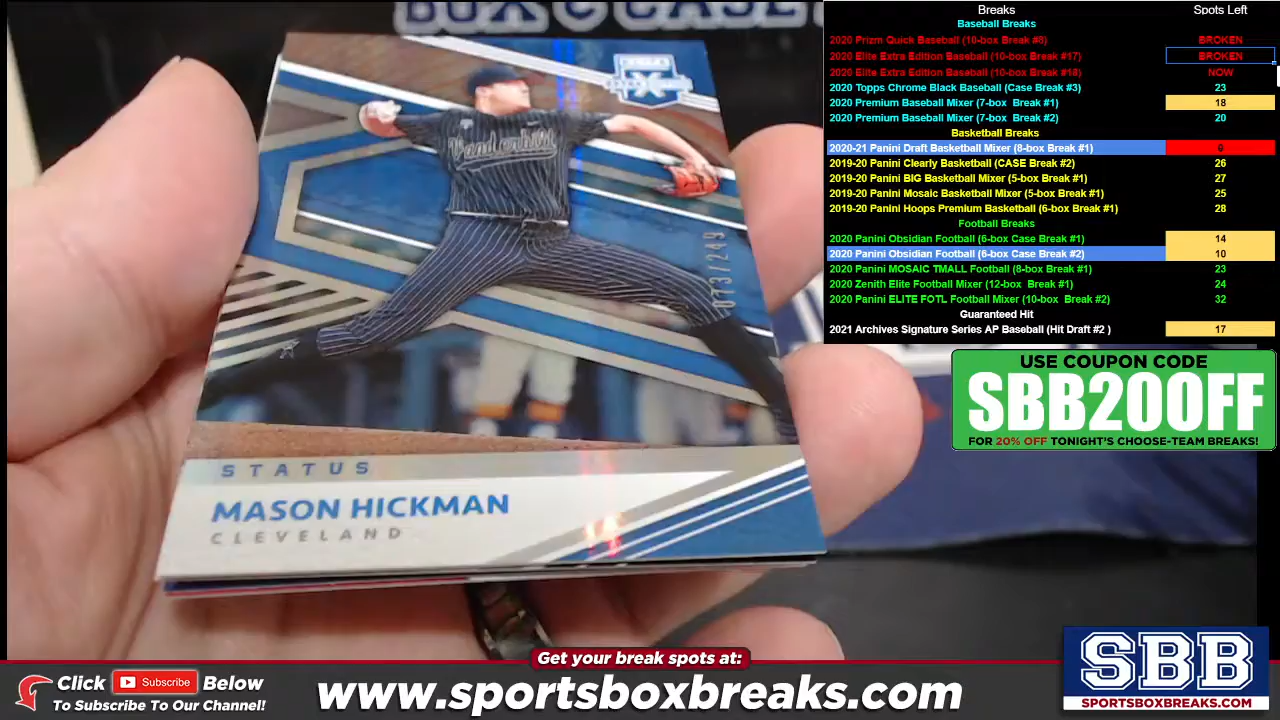 BOX & CASE
Vanderbilt
073/249
STATUS
MASON HICKMAN
CLEVELAND
Breaks Spots Left
Baseball Breaks
2020 Prizm Quick Baseball (10-box Break #8) BROKEN
2020 Elite Extra Edition Baseball (10-box Break #17) BROKEN
2020 Elite Extra Edition Baseball (10-box Break #18) NOW
2020 Topps Chrome Black Baseball (Case Break #3) 23
2020 Premium Baseball Mixer (7-box Break #1) 18
2020 Premium Baseball Mixer (7-box Break #2) 20
Basketball Breaks
2020-21 Panini Draft Basketball Mixer (8-box Break #1)
2019-20 Panini Clearly Basketball (CASE Break #2) 26
2019-20 Panini BIG Basketball Mixer (5-box Break #1) 27
2019-20 Panini Mosaic Basketball Mixer (5-box Break #1) 25
2019-20 Panini Hoops Premium Basketball (6-box Break #1) 28
Football Breaks
2020 Panini Obsidian Football (6-box Case Break #1) 14
2020 Panini Obsidian Football (6-box Case Break #2) 10
2020 Panini MOSAIC TMALL Football (8-box Break #1) 23
2020 Zenith Elite Football Mixer (12-box Break #1) 24
2020 Panini ELITE FOTL Football Mixer (10-box Break #2) 32
Guaranteed Hit
2021 Archives Signature Series AP Baseball (Hit Draft #2 ) 17
USE COUPON CODE
SBB20OFF
FOR 20% OFF TONIGHT'S CHOOSE-TEAM BREAKS!
Get your break spots at:
Click Subscribe Below
To Subscribe To Our Channel!
www.sportsboxbreaks.com
SBB
SPORTSBOXBREAKS.COM